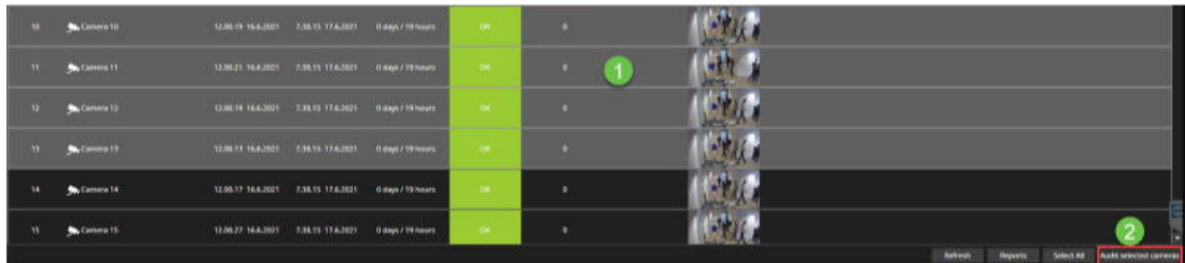 10 Camera 10 12.00.19 16.6.2021 7.38.15 17.6.2021 0 days / 19 hours OK 0
11 Camera 11 12.00.21 16.6.2021 7.38.15 17.6.2021 0 days / 19 hours OK 0
1
12 Camera 12 12.00.18 16.6.2021 7.38.15 17.6.2021 0 days / 19 hours OK 0
13 Camera 13 12.00.13 16.6.2021 7.38.15 17.6.2021 0 days / 19 hours OK 0
14 Camera 14 12.00.17 16.6.2021 7.38.15 17.6.2021 0 days / 19 hours OK 0
15 Camera 15 12.00.27 16.6.2021 7.38.15 17.6.2021 0 days / 19 hours OK 0
2
Refresh Reports Select All Audit selected cameras